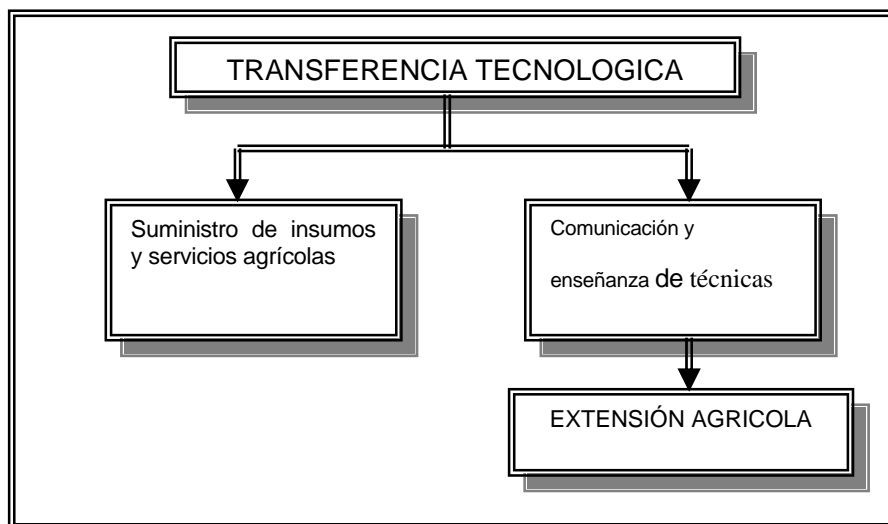 TRANSFERENCIA TECNOLOGICA
Suministro de insumos
y servicios agrícolas
Comunicación y
enseñanza de técnicas
EXTENSIÓN AGRICOLA